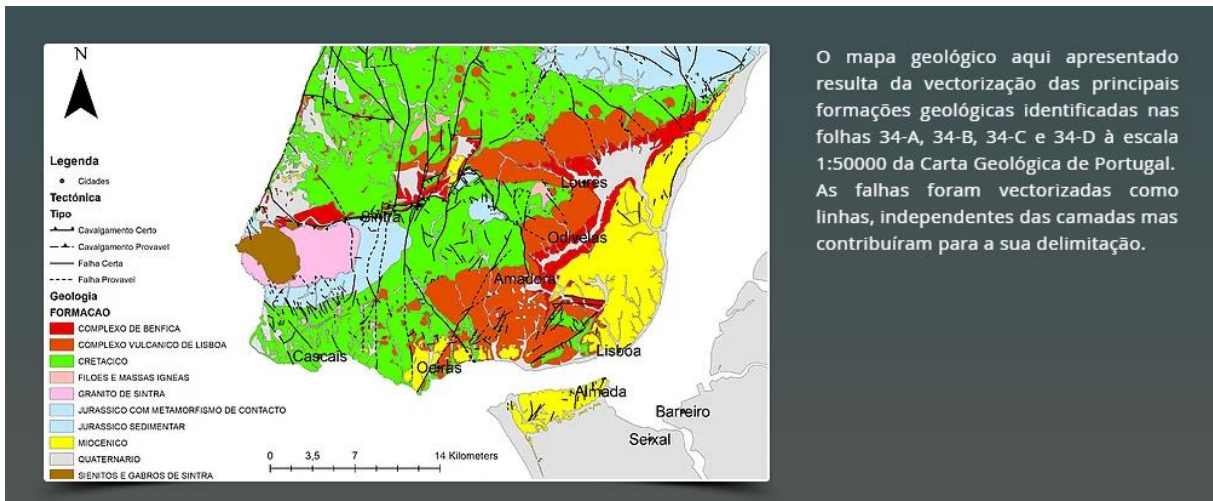 N
Legenda
Cidades
Tectónica
Tipo
Cavalgamento Certo
Cavalgamento Provavel
Falha Certa
Falha Provavel
Geologia
FORMACAO
COMPLEXO DE BENFICA
COMPLEXO VULCANICO DE LISBOA
CRETACICO
FILOES E MASSAS IGNEAS
GRANITO DE SINTRA
JURASSICO COM METAMORFISMO DE CONTACTO
JURASSICO SEDIMENTAR
MIOCENICO
QUATERNARIO
SIENITOS E GABROS DE SINTRA
Loures
Sintra
Odivelas
Amadora
Cascais
Oeiras
Lisboa
Almada
Barreiro
Seixal
0 3,5 7 14 Kilometers
O mapa geológico aqui apresentado
resulta da vectorização das principais
formações geológicas identificadas nas
folhas 34-A, 34-B, 34-C e 34-D à escala
1:50000 da Carta Geológica de Portugal.
As falhas foram vectorizadas como
linhas, independentes das camadas mas
contribuíram para a sua delimitação.